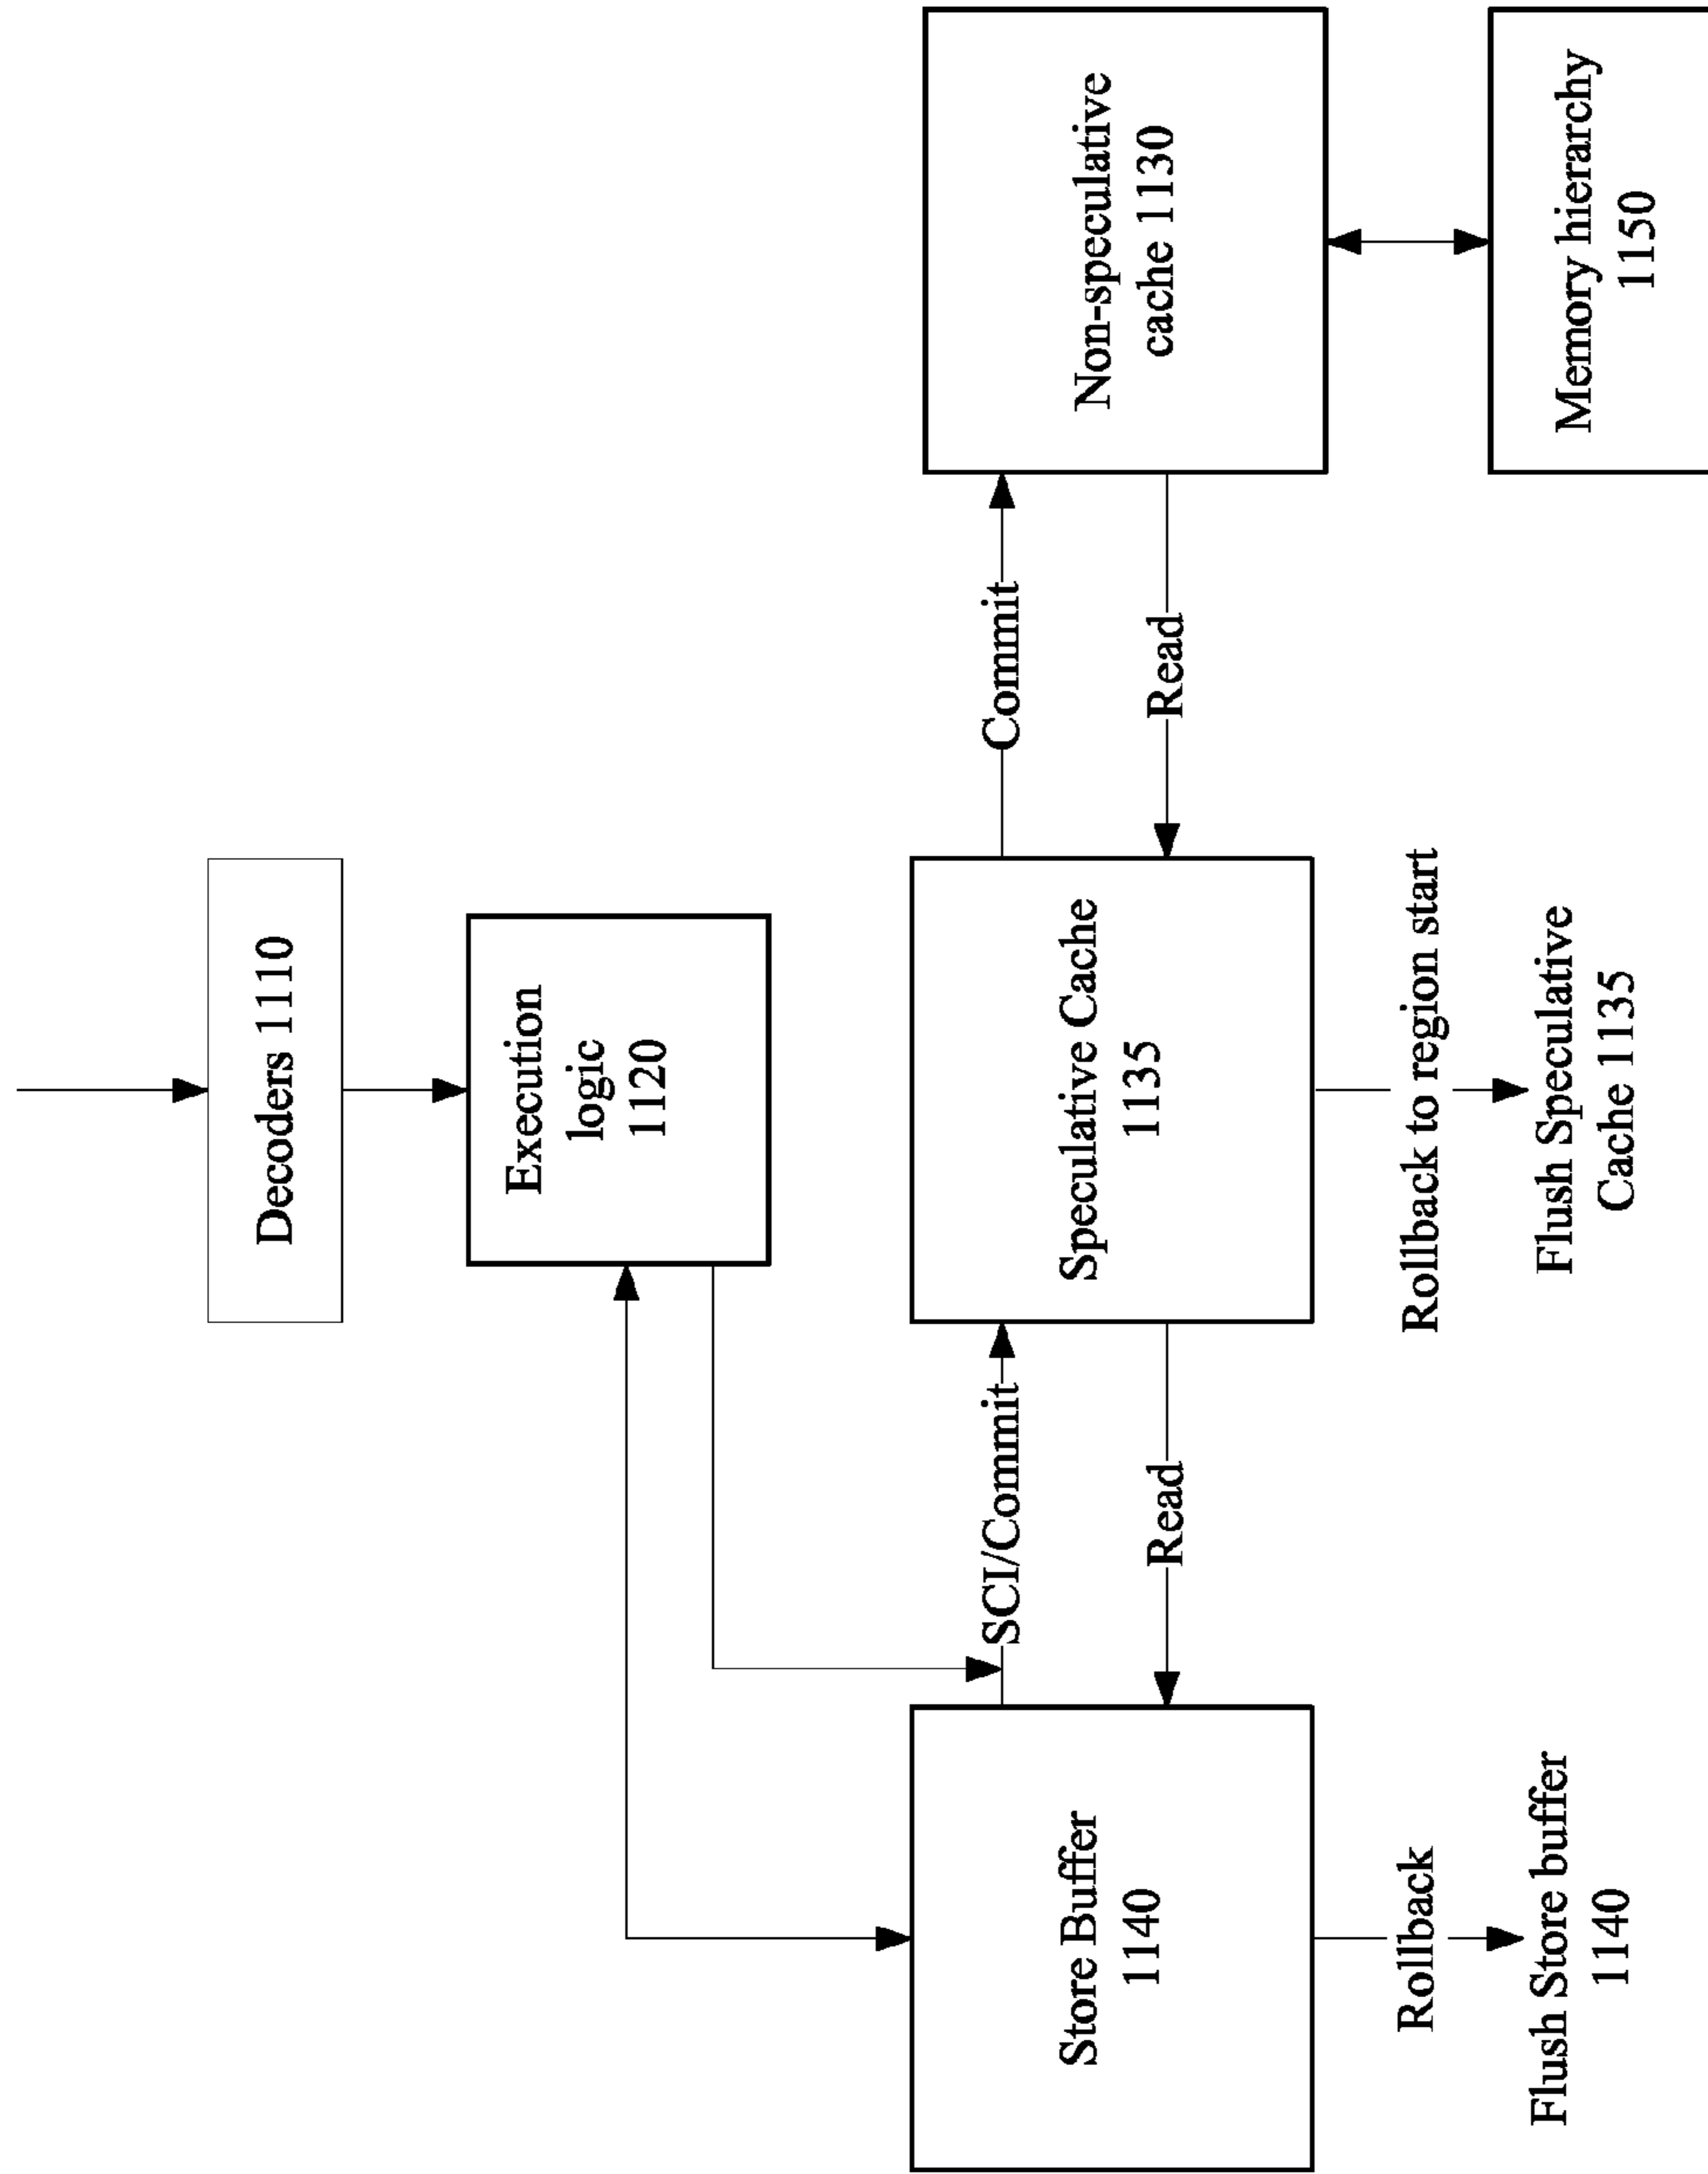 Decoders 1110
Execution
logic
1120
Store Buffer
1140
SCI/Commit
Read
Speculative Cache
1135
Commit
Read
Non-speculative
cache 1130
Rollback
Flush Store buffer
1140
Rollback to region start
Flush Speculative
Cache 1135
Memory hierarchy
1150